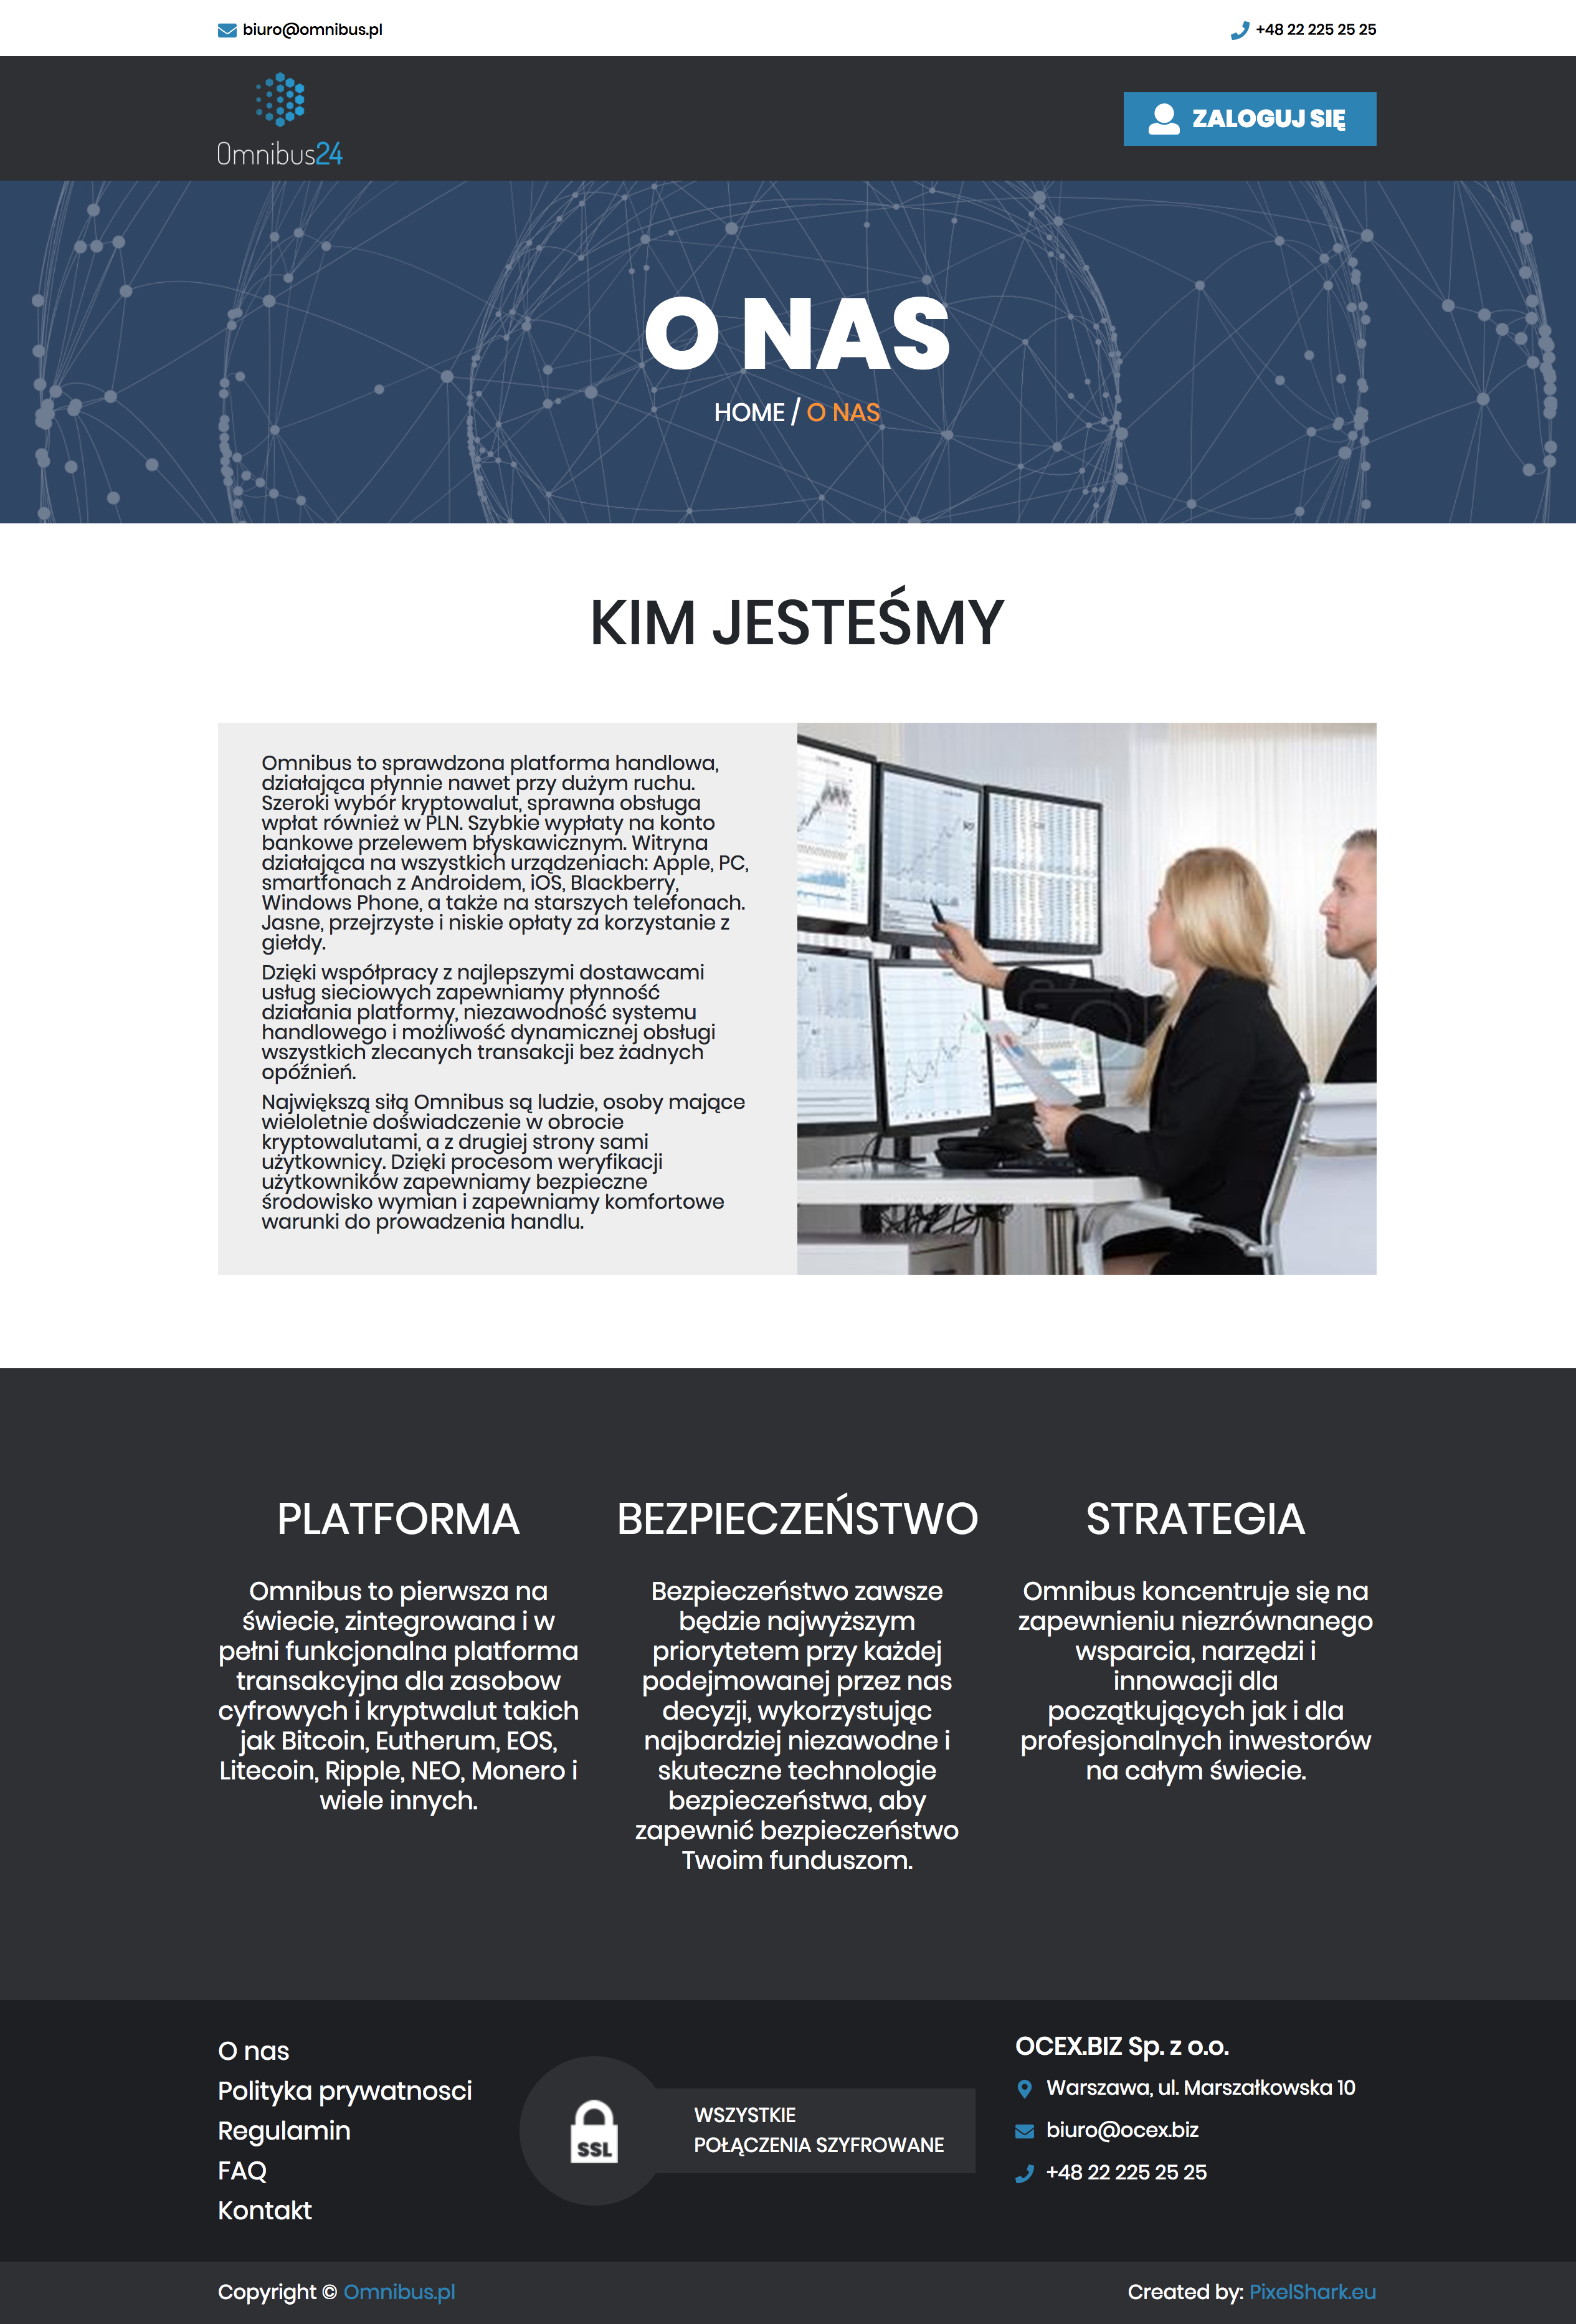 biuro@omnibus.pl
+48 22 225 25 25
Omnibus24
ZALOGUJ SIĘ
O NAS
HOME / O NAS
KIM JESTEŚMY
Omnibus to sprawdzona platforma handlowa,
działająca płynnie nawet przy dużym ruchu.
Szeroki wybór kryptowalut, sprawna obsługa
wpłat również w PLN. Szybkie wypłaty na konto
bankowe przelewem błyskawicznym. Witryna
działająca na wszystkich urządzeniach: Apple, PC,
smartfonach z Androidem, iOS, Blackberry,
Windows Phone, a także na starszych telefonach.
Jasne, przejrzyste i niskie opłaty za korzystanie z
giełdy.
Dzięki współpracy z najlepszymi dostawcami
usług sieciowych zapewniamy płynność
działania platformy, niezawodność systemu
handlowego i możliwość dynamicznej obsługi
wszystkich zlecanych transakcji bez żadnych
opóźnień.
Największą siłą Omnibus są ludzie, osoby mające
wieloletnie doświadczenie w obrocie
kryptowalutami, a z drugiej strony sami
użytkownicy. Dzięki procesom weryfikacji
użytkowników zapewniamy bezpieczne
środowisko wymian i zapewniamy komfortowe
warunki do prowadzenia handlu.
PLATFORMA
Omnibus to pierwsza na
świecie, zintegrowana i w
pełni funkcjonalna platforma
transakcyjna dla zasobow
cyfrowych i kryptwalut takich
jak Bitcoin, Eutherum, EOS,
Litecoin, Ripple, NEO, Monero i
wiele innych.
BEZPIECZEŃSTWO
Bezpieczeństwo zawsze
będzie najwyższym
priorytetem przy każdej
podejmowanej przez nas
decyzji, wykorzystując
najbardziej niezawodne i
skuteczne technologie
bezpieczeństwa, aby
zapewnić bezpieczeństwo
Twoim funduszom.
STRATEGIA
Omnibus koncentruje się na
zapewnieniu niezrównanego
wsparcia, narzędzi i
innowacji dla
początkujących jak i dla
profesjonalnych inwestorów
na całym świecie.
O nas
Polityka prywatnosci
Regulamin
FAQ
Kontakt
SSL
WSZYSTKIE
POŁĄCZENIA SZYFROWANE
OCEX.BIZ Sp. z o.o.
Warszawa, ul. Marszałkowska 10
biuro@ocex.biz
+48 22 225 25 25
Copyright © Omnibus.pl
Created by: PixelShark.eu